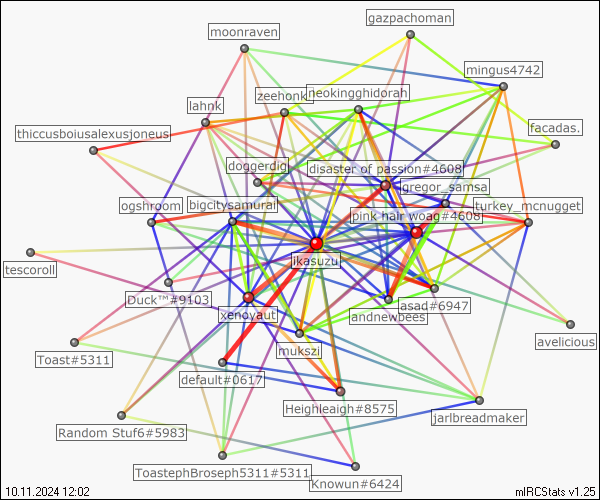 gazpachoman
moonraven
mingus4742
neokingghidorah
zeehonk
lahnk
facadas.
thiccusboiusalexusjoneus
doggerdig
disaster of passion#4608
gregor_samsa
ogshroom
bigcitysamurai
turkey_mcnugget
pink hair woag#4608
ikasuzu
tescoroll
Duck™#9103
asad#6947
xenoyaut
andnewbees
avelicious
mukszi
Toast#5311
default#0617
Heighleaigh#8575
jarlbreadmaker
Random Stuf6#5983
ToastephBroseph5311#5311
Knowun#6424
10.11.2024 12:02
mIRCStats v1.25